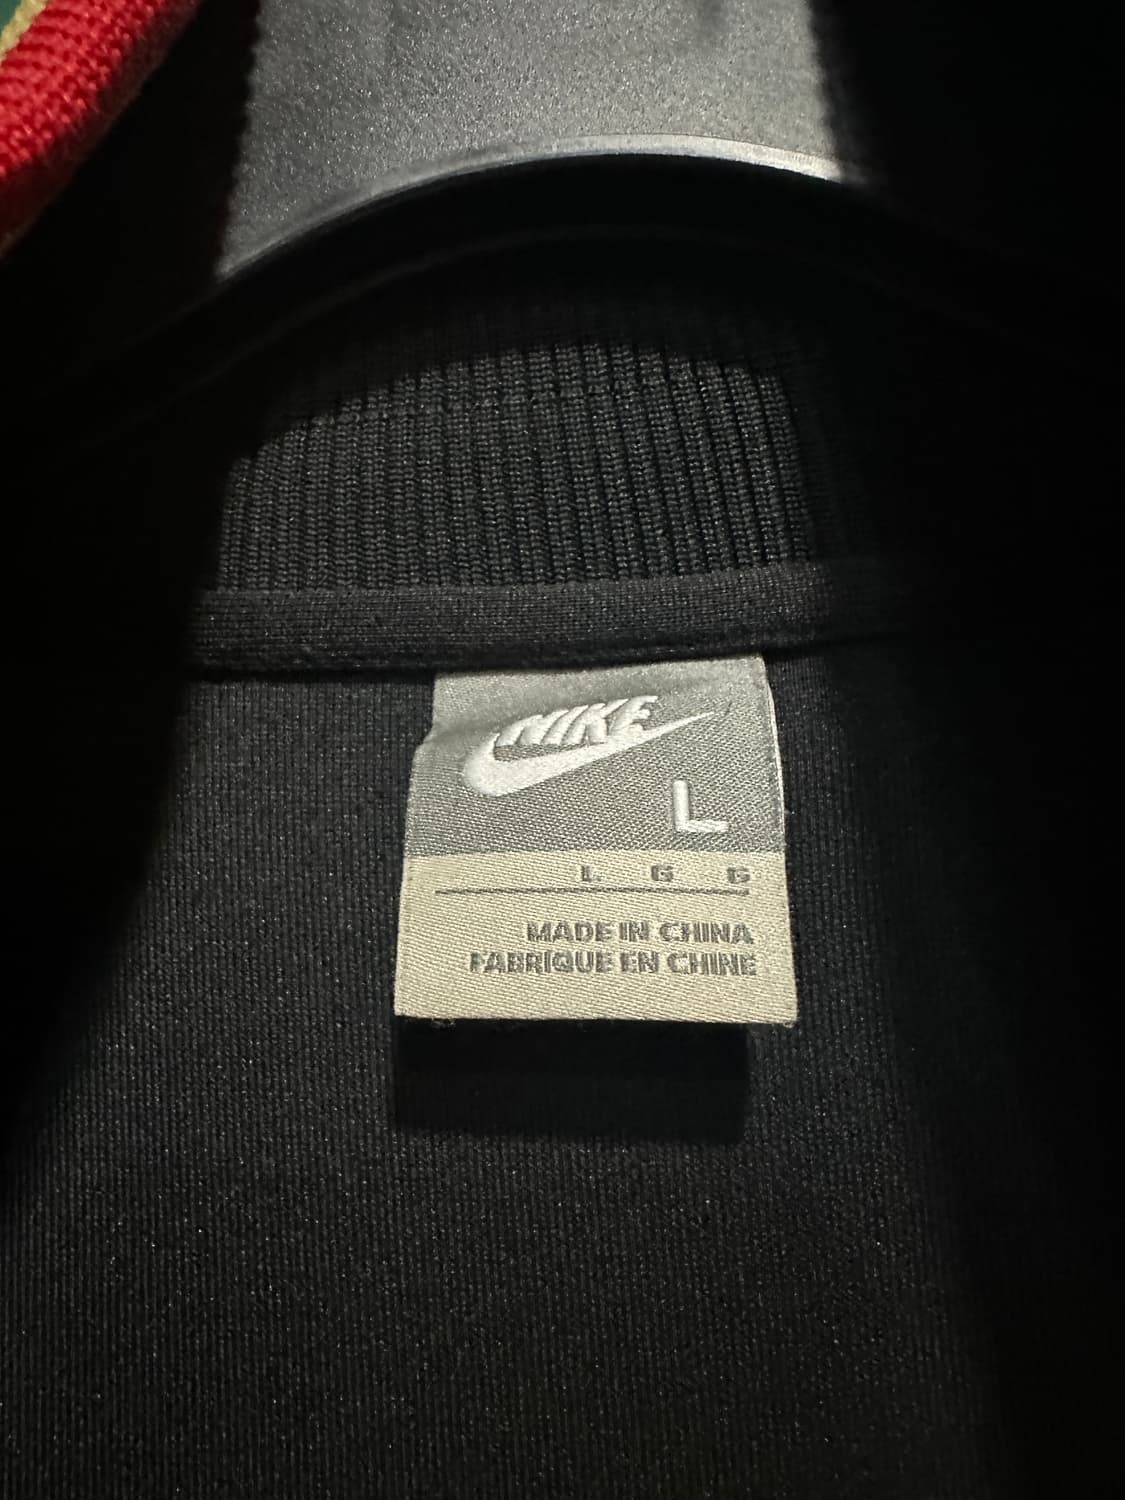 NIKE
L
L G G
MADE IN CHINA
FABRIQUE EN CHINE